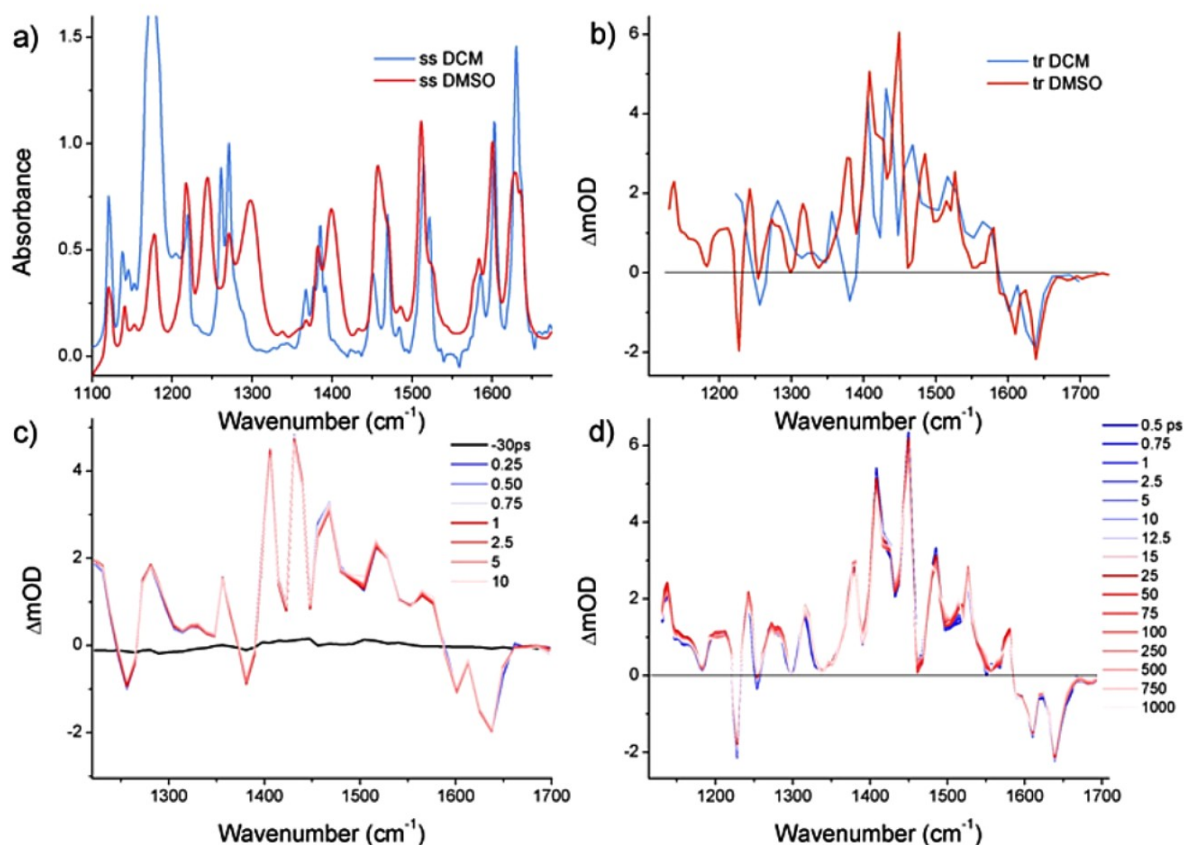 a)
ss DCM
ss DMSO
1.5
1.0
0.5
0.0
Absorbance
1100 1200 1300 1400 1500 1600
Wavenumber (cm-1)
b)
tr DCM
tr DMSO
6
4
2
0
-2
ΔmOD
1200 1300 1400 1500 1600 1700
Wavenumber (cm-1)
c)
-30ps
0.25
0.50
0.75
1
2.5
5
10
4
2
0
-2
ΔmOD
1300 1400 1500 1600 1700
Wavenumber (cm-1)
d)
0.5 ps
0.75
1
2.5
5
10
12.5
15
25
50
75
100
250
500
750
1000
6
4
2
0
-2
ΔmOD
1200 1300 1400 1500 1600 1700
Wavenumber (cm-1)